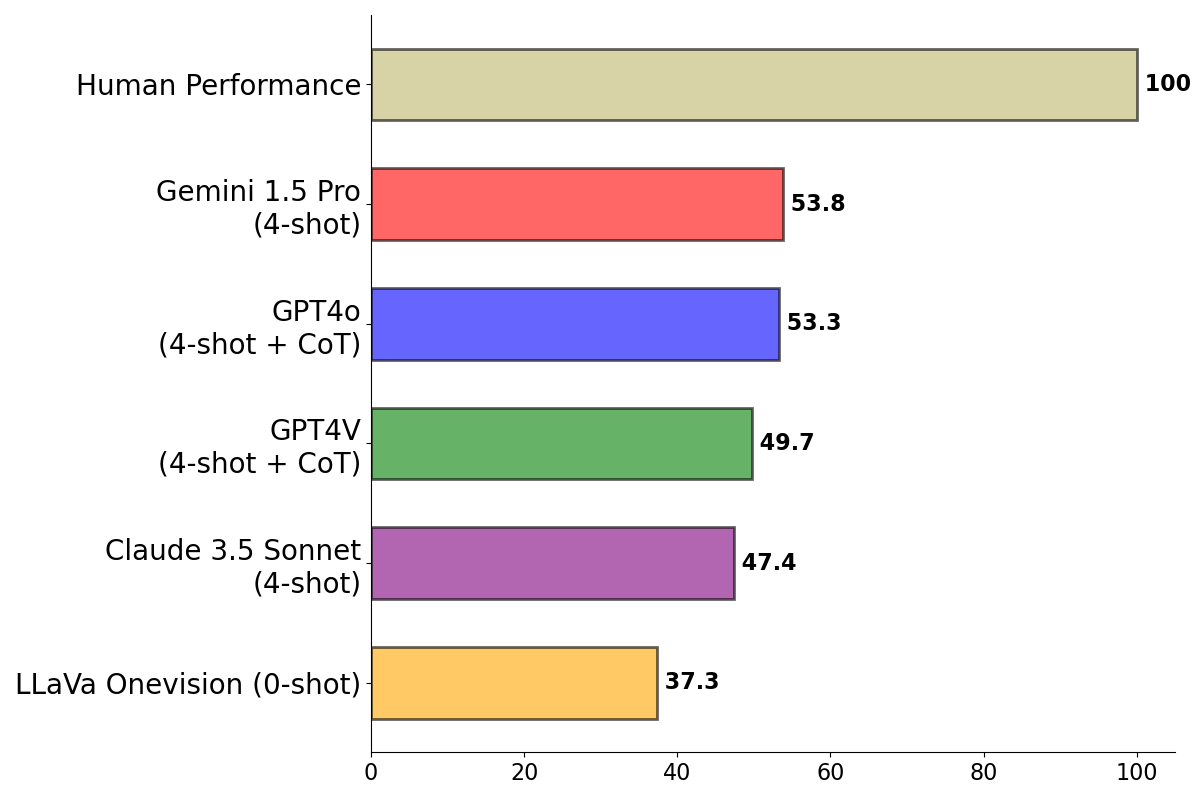 Human Performance
100
Gemini 1.5 Pro
(4-shot)
53.8
GPT4o
(4-shot + CoT)
53.3
GPT4V
(4-shot + CoT)
49.7
Claude 3.5 Sonnet
(4-shot)
47.4
LLaVa Onevision (0-shot)
37.3
0 20 40 60 80 100